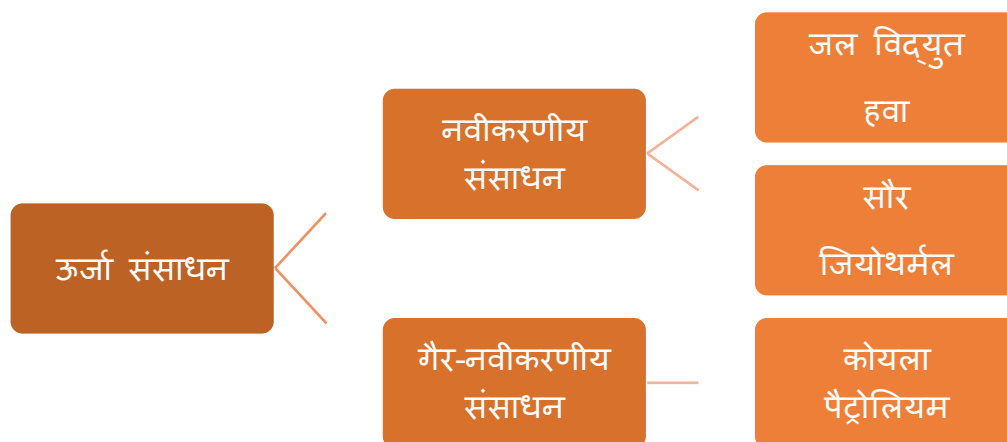 ऊर्जा संसाधन
नवीकरणीय
संसाधन
जल विद्युत
हवा
सौर
जियोथर्मल
गैर-नवीकरणीय
संसाधन
कोयला
पैट्रोलियम